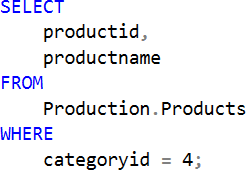 SELECT
    productid,
    productname
FROM
    Production.Products
WHERE
    categoryid = 4;